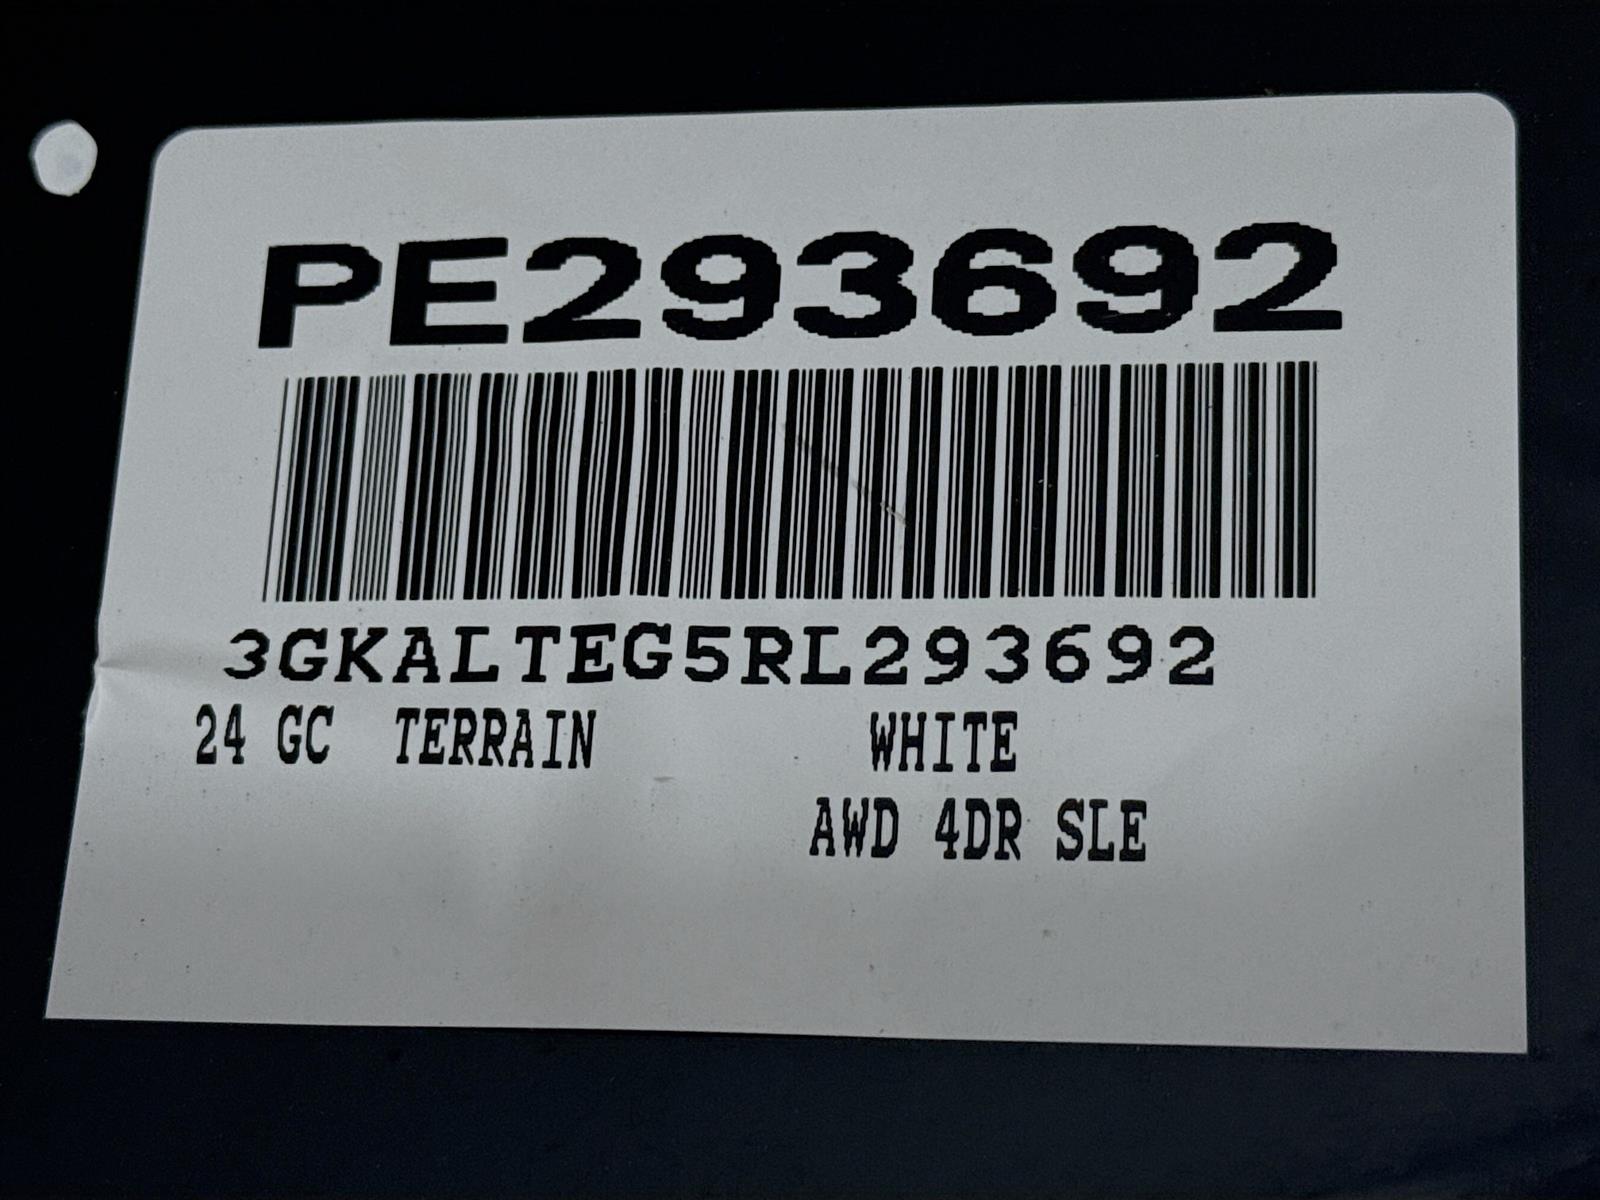 PE293692
3GKALTEG5RL293692
24 GC TERRAIN WHITE
AWD 4DR SLE